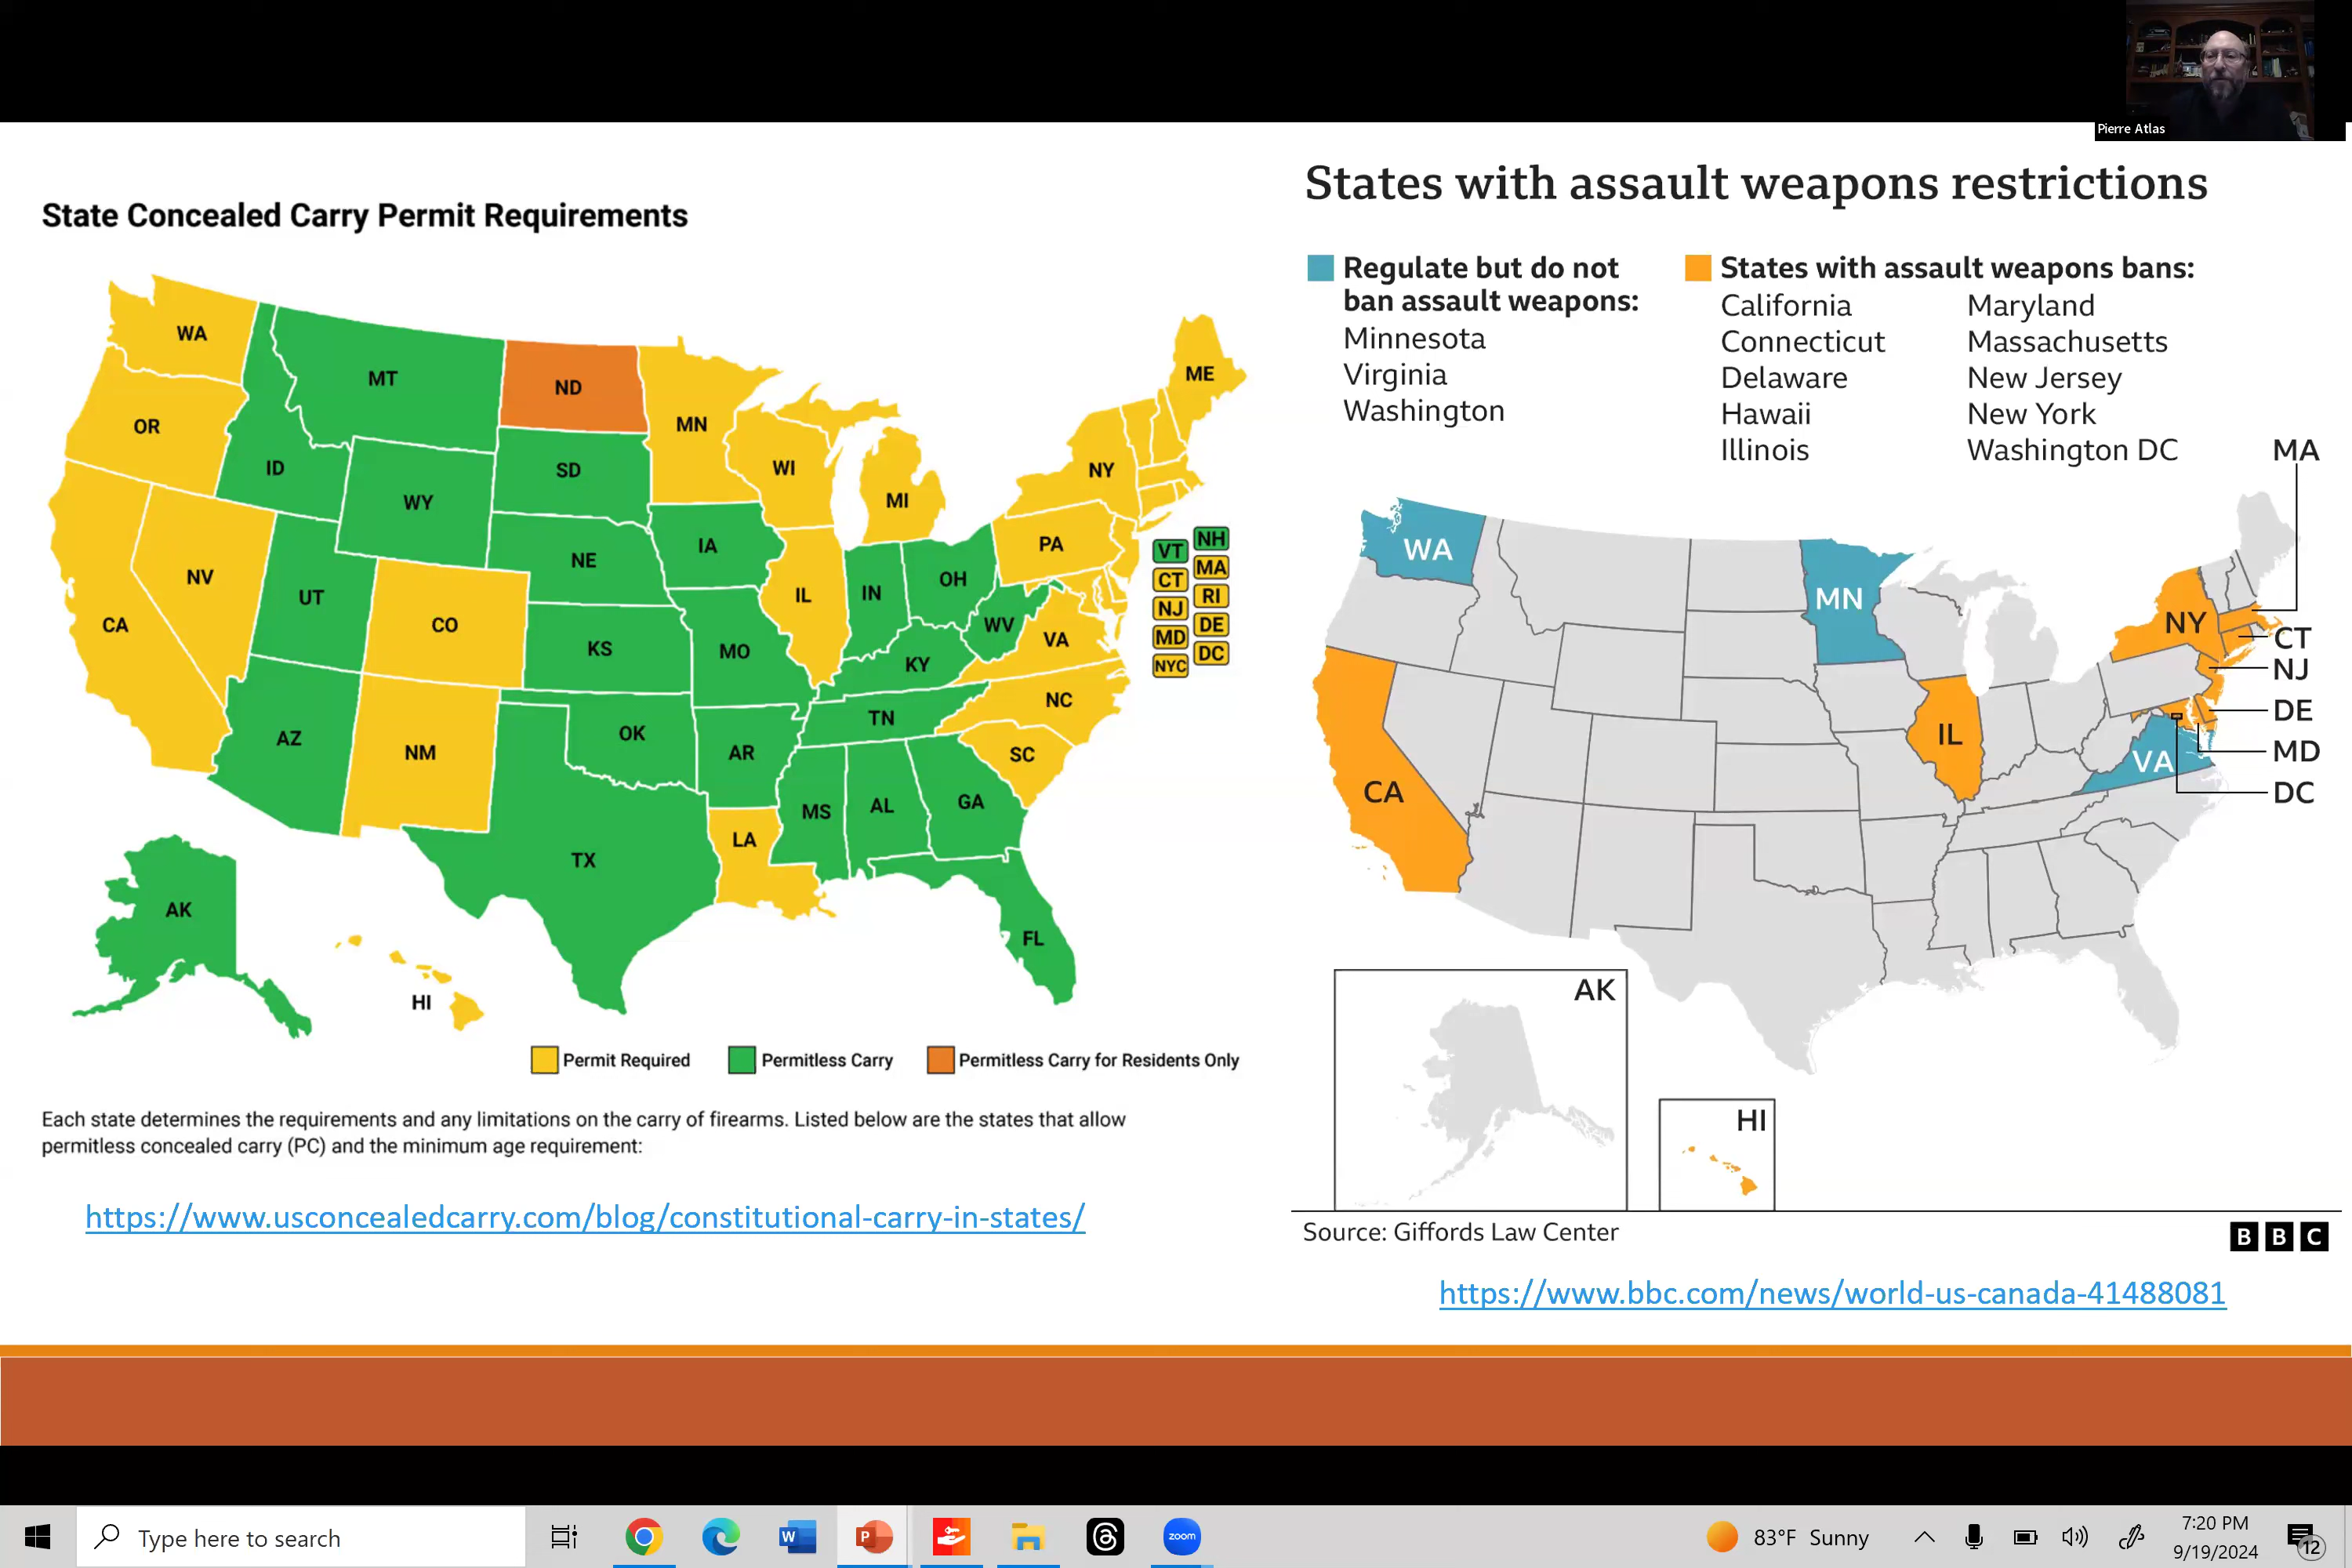 Pierre Atlas
State Concealed Carry Permit Requirements
WA
MT
ND
MN
ME
OR
ID
SD
WI
NY
WY
MI
IA
PA
NH
VT
NE
OH
MA
CT
NV
UT
IL
IN
RI
NJ
CA
CO
WV
VA
DE
MD
KS
MO
KY
DC
NYC
NC
TN
AZ
NM
OK
AR
SC
MS
AL
GA
LA
TX
AK
FL
HI
Permit Required
Permitless Carry
Permitless Carry for Residents Only
Each state determines the requirements and any limitations on the carry of firearms. Listed below are the states that allow
permitless concealed carry (PC) and the minimum age requirement:
https://www.usconcealedcarry.com/blog/constitutional-carry-in-states/
States with assault weapons restrictions
Regulate but do not
ban assault weapons:
Minnesota
Virginia
Washington
States with assault weapons bans:
California
Connecticut
Delaware
Hawaii
Illinois
Maryland
Massachusetts
New Jersey
New York
Washington DC
MA
WA
MN
NY
CT
NJ
DE
IL
MD
VA
CA
DC
AK
HI
Source: Giffords Law Center
BBC
https://www.bbc.com/news/world-us-canada-41488081
Type here to search
W
P
zoom
83°F Sunny
7:20 PM
9/19/2024
12